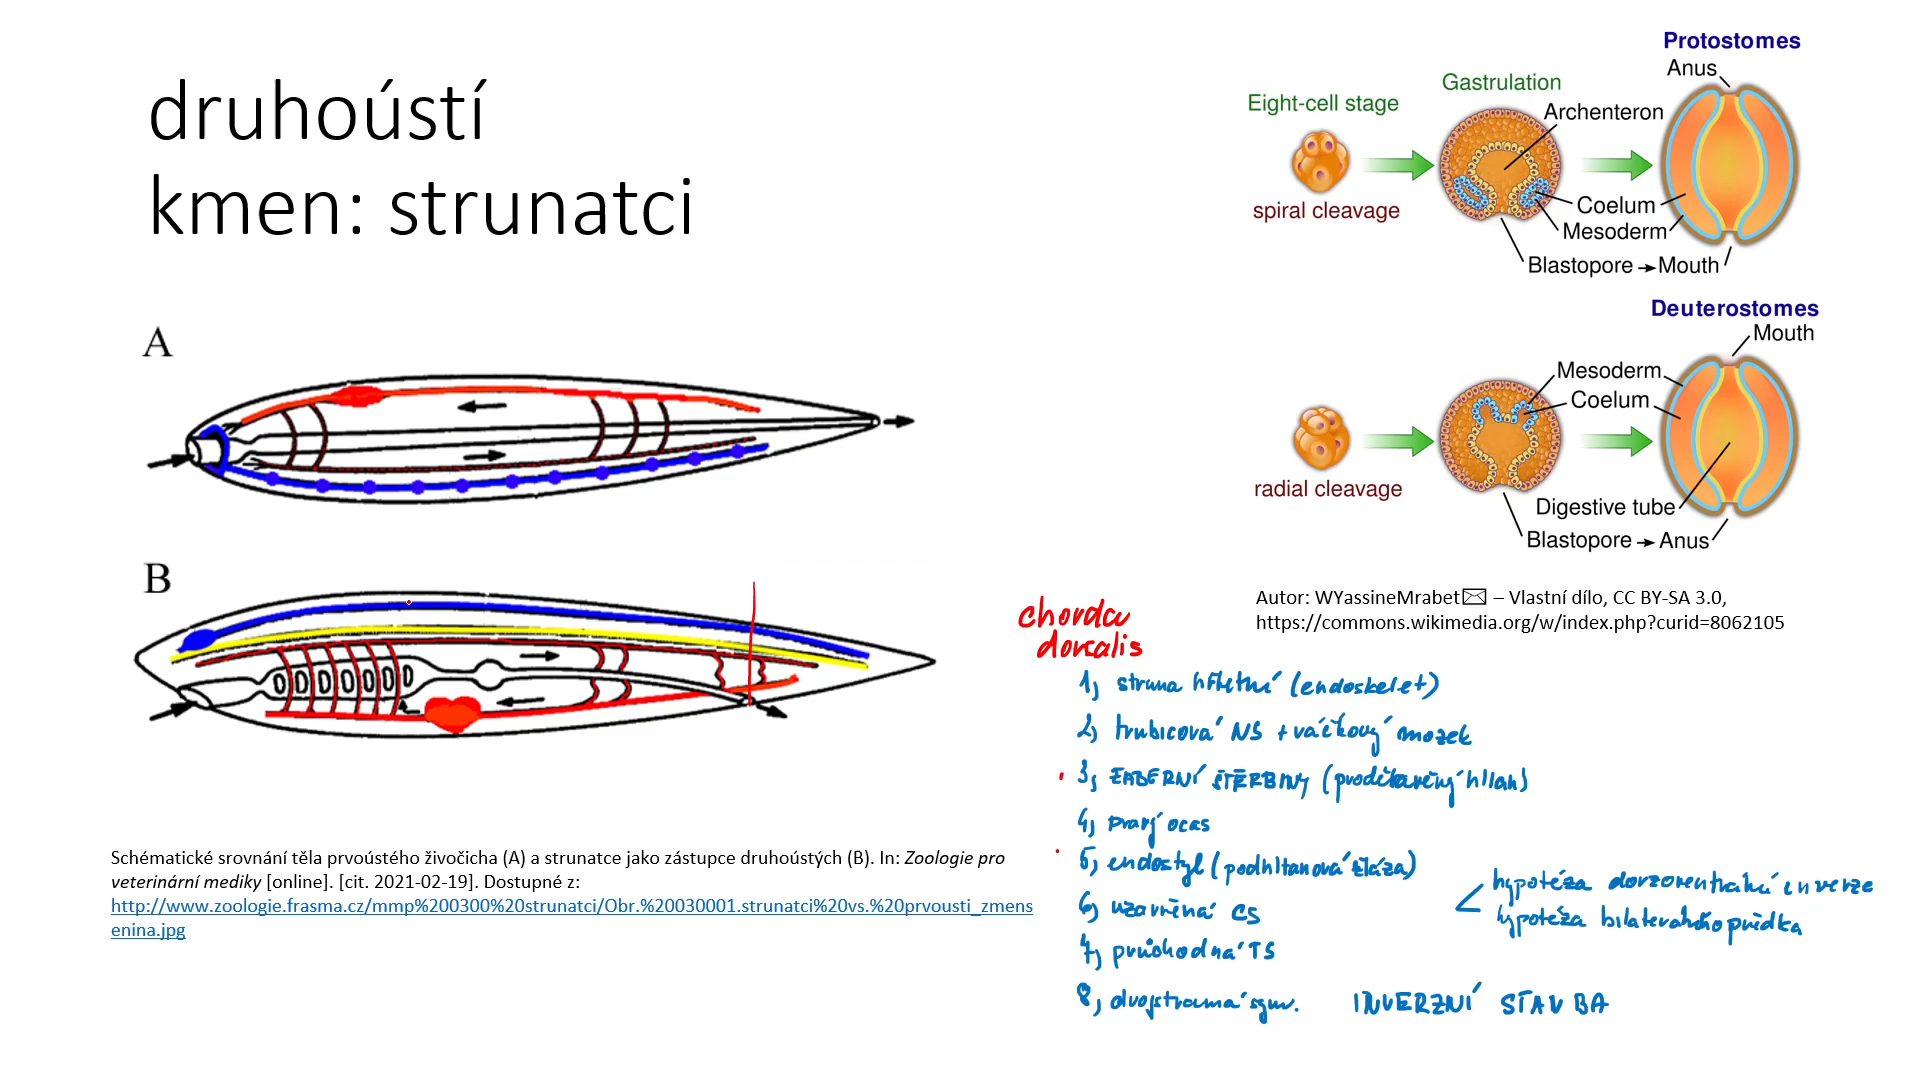 druhoústí
kmen: strunatci
Protostomes
Anus
Gastrulation
Eight-cell stage
Archenteron
spiral cleavage
Coelum
Mesoderm
Blastopore → Mouth
Deuterostomes
Mouth
Mesoderm
Coelum
radial cleavage
Digestive tube
Blastopore → Anus
A
B
Autor: WYassineMrabet✉ – Vlastní dílo, CC BY-SA 3.0,
https://commons.wikimedia.org/w/index.php?curid=8062105
chorda
dorsalis
1, struna hřbetní (endoskelet)
2, trubicová NS + váčkový mozek
3, ŽABERNÍ ŠTĚRBINY (proděravěný hltan)
4, pravý ocas
5, endostyl (podhltanová žláza)
6, uzavřená CS
7, průchodná TS
8, dvojstranná sym.
hypotéza dorzoventrální inverze
hypotéza bilaterálního předka
INVERZNÍ STAVBA
Schématické srovnání těla prvoústého živočicha (A) a strunatce jako zástupce druhoústých (B). In: Zoologie pro
veterinární mediky [online]. [cit. 2021-02-19]. Dostupné z:
http://www.zoologie.frasma.cz/mmp%200300%20strunatci/Obr.%20030001.strunatci%20vs.%20prvousti_zmens
enina.jpg